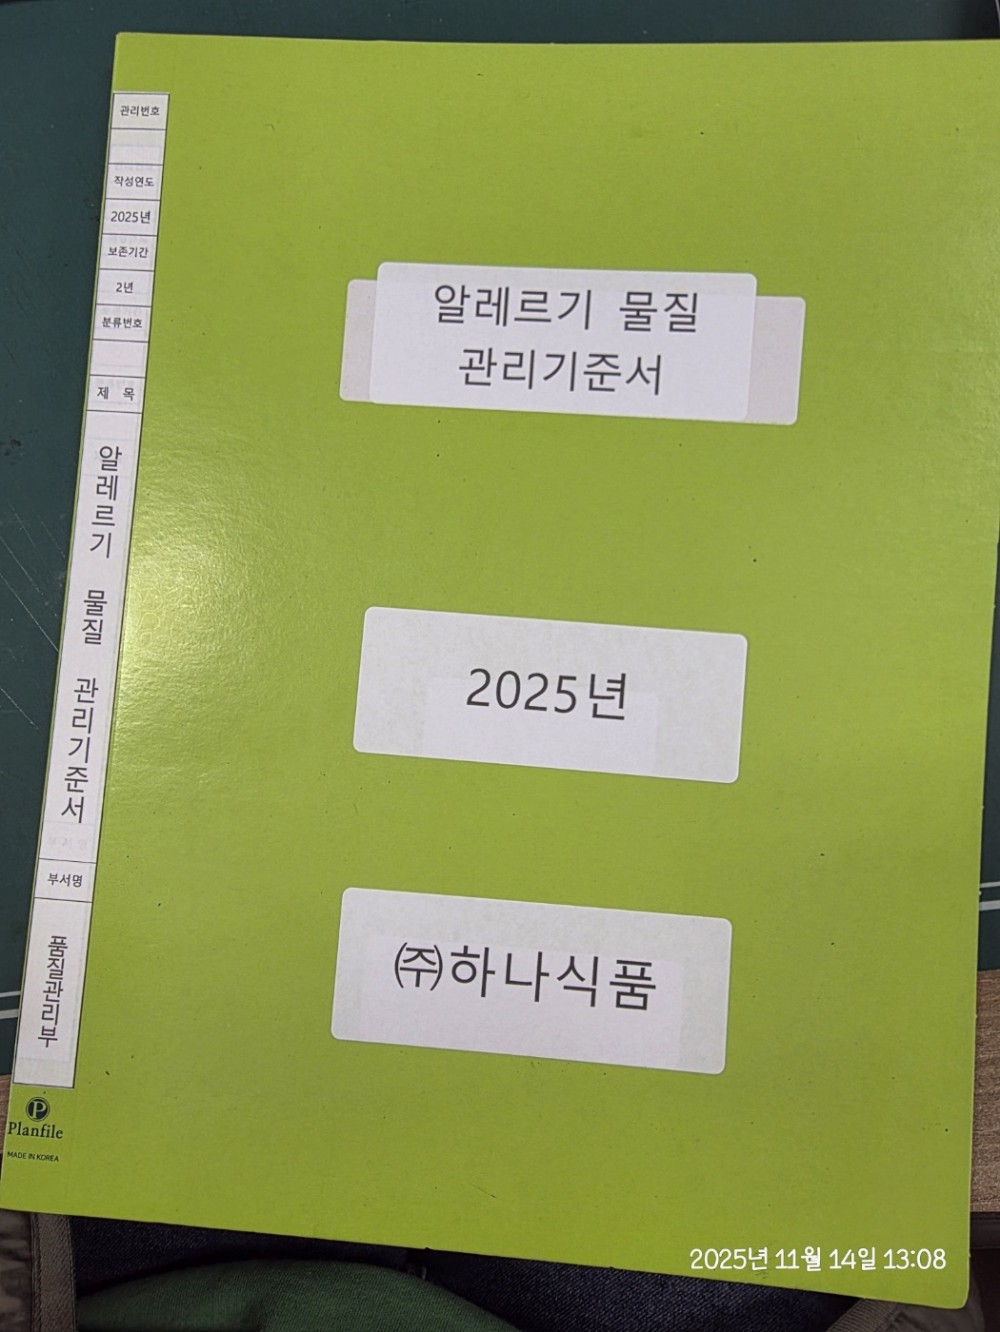 관리번호
작성연도
2025년
보존기간
2년
분류번호
제 목
알레르기 물질 관리기준서
부서명
품질관리부
Planfile
MADE IN KOREA
알레르기 물질
관리기준서
2025년
㈜하나식품
2025년 11월 14일 13:08